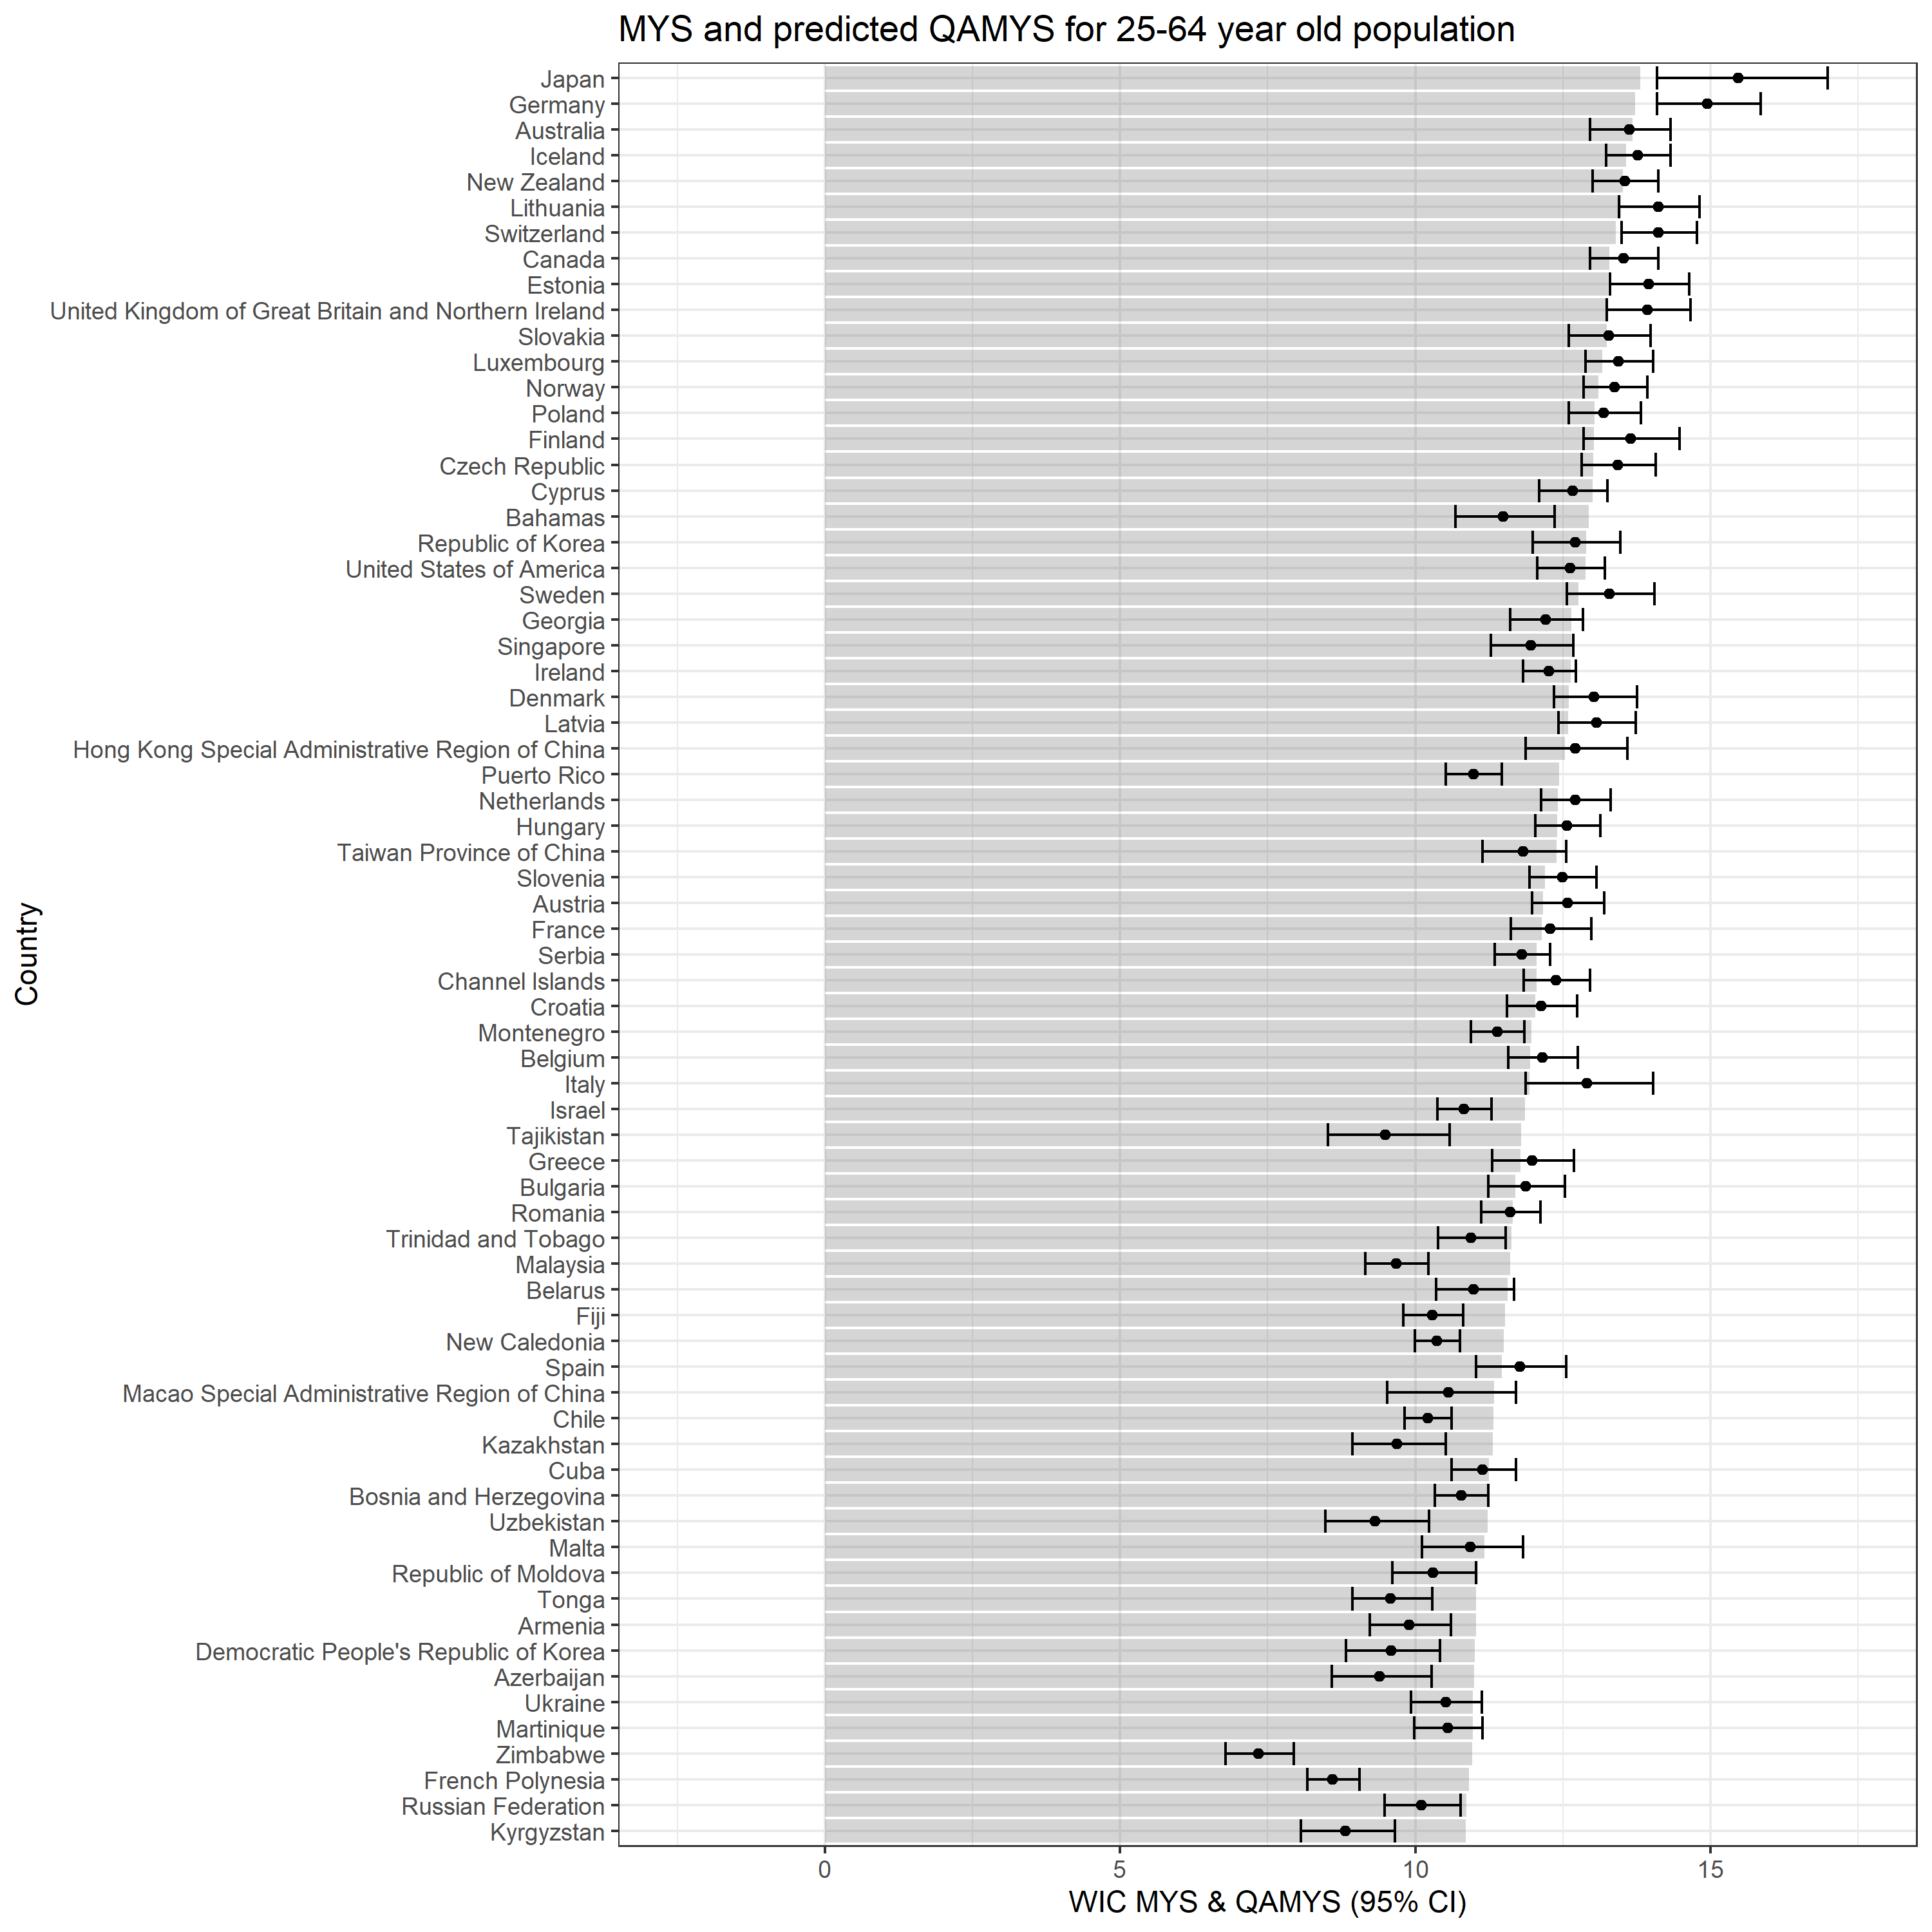 MYS and predicted QAMYS for 25-64 year old population
Japan
Germany
Australia
Iceland
New Zealand
Lithuania
Switzerland
Canada
Estonia
United Kingdom of Great Britain and Northern Ireland
Slovakia
Luxembourg
Norway
Poland
Finland
Czech Republic
Cyprus
Bahamas
Republic of Korea
United States of America
Sweden
Georgia
Singapore
Ireland
Denmark
Latvia
Hong Kong Special Administrative Region of China
Puerto Rico
Netherlands
Hungary
Taiwan Province of China
Slovenia
Austria
France
Serbia
Channel Islands
Croatia
Montenegro
Belgium
Italy
Israel
Tajikistan
Greece
Bulgaria
Romania
Trinidad and Tobago
Malaysia
Belarus
Fiji
New Caledonia
Spain
Macao Special Administrative Region of China
Chile
Kazakhstan
Cuba
Bosnia and Herzegovina
Uzbekistan
Malta
Republic of Moldova
Tonga
Armenia
Democratic People's Republic of Korea
Azerbaijan
Ukraine
Martinique
Zimbabwe
French Polynesia
Russian Federation
Kyrgyzstan
Country
0 5 10 15
WIC MYS & QAMYS (95% CI)